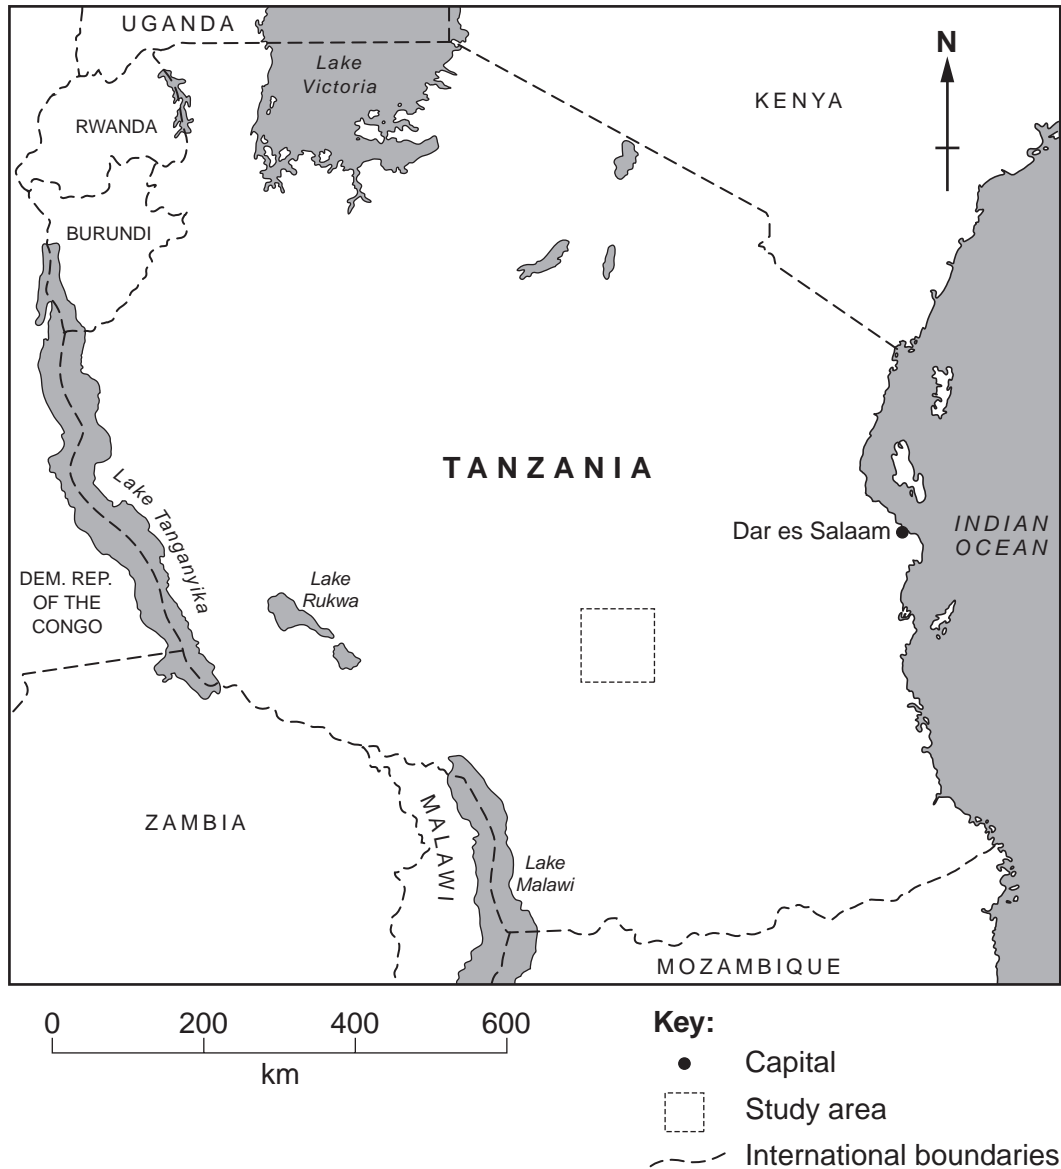 UGANDA
Lake
Victoria
N
KENYA
RWANDA
BURUNDI
TANZANIA
Lake Tanganyika
Dar es Salaam
INDIAN
OCEAN
DEM. REP.
OF THE
CONGO
Lake
Rukwa
ZAMBIA
MALAWI
Lake
Malawi
MOZAMBIQUE
0 200 400 600
km
Key:
Capital
Study area
International boundaries